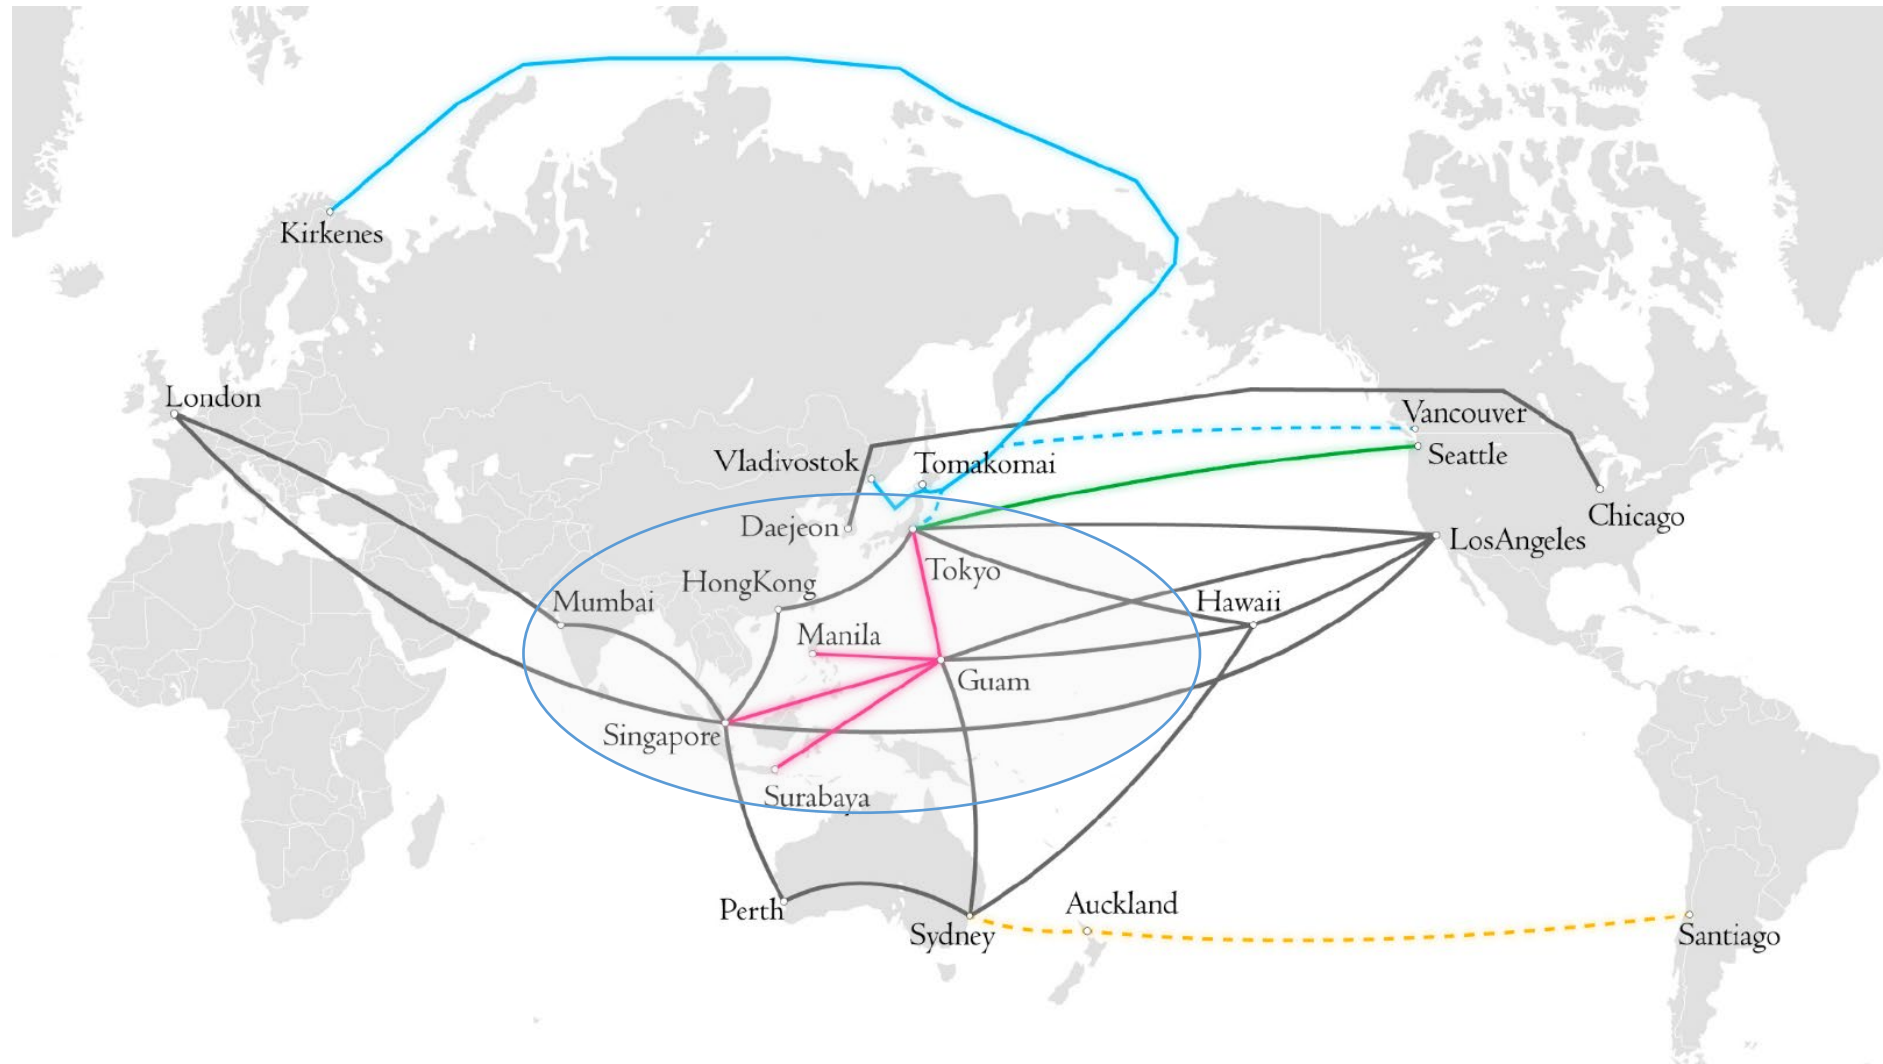 Kirkenes
London
Vancouver
Seattle
Vladivostok
Tomakomai
Chicago
Daejeon
LosAngeles
Tokyo
HongKong
Mumbai
Hawaii
Manila
Guam
Singapore
Surabaya
Perth
Auckland
Sydney
Santiago